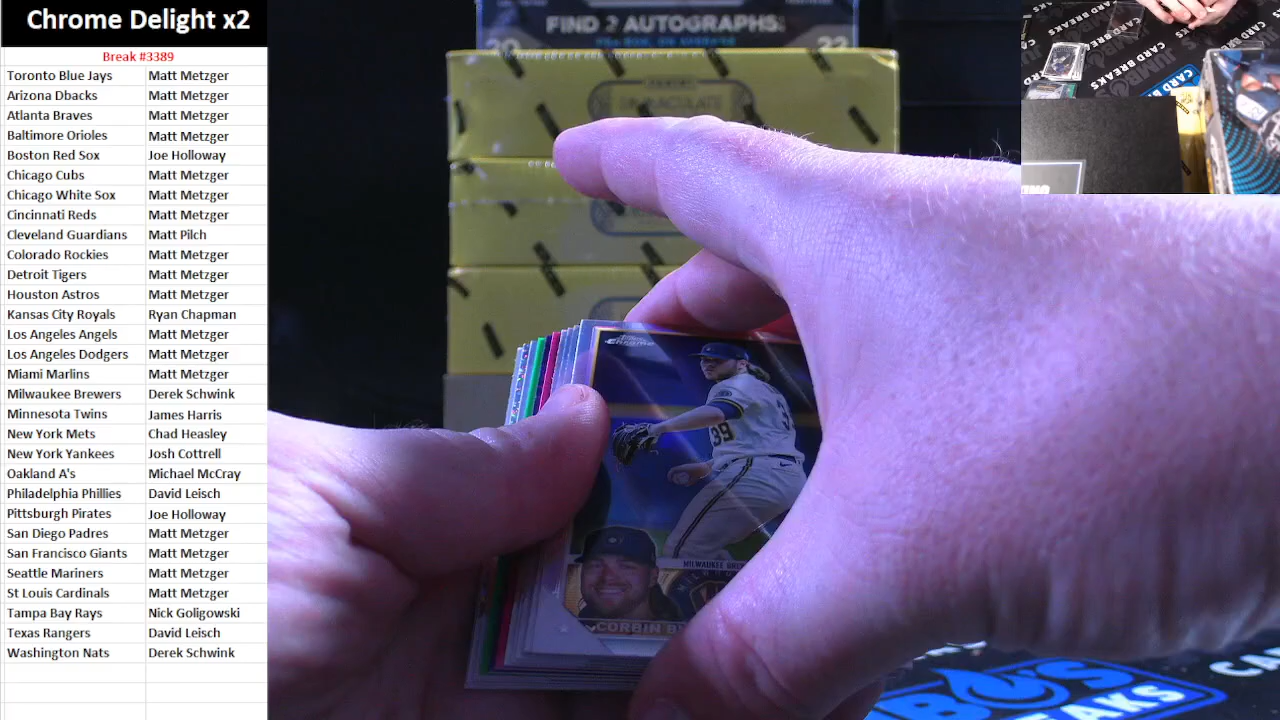 Chrome Delight x2
Break #3389
Toronto Blue Jays Matt Metzger
Arizona Dbacks Matt Metzger
Atlanta Braves Matt Metzger
Baltimore Orioles Matt Metzger
Boston Red Sox Joe Holloway
Chicago Cubs Matt Metzger
Chicago White Sox Matt Metzger
Cincinnati Reds Matt Metzger
Cleveland Guardians Matt Pilch
Colorado Rockies Matt Metzger
Detroit Tigers Matt Metzger
Houston Astros Matt Metzger
Kansas City Royals Ryan Chapman
Los Angeles Angels Matt Metzger
Los Angeles Dodgers Matt Metzger
Miami Marlins Matt Metzger
Milwaukee Brewers Derek Schwink
Minnesota Twins James Harris
New York Mets Chad Heasley
New York Yankees Josh Cottrell
Oakland A's Michael McCray
Philadelphia Phillies David Leisch
Pittsburgh Pirates Joe Holloway
San Diego Padres Matt Metzger
San Francisco Giants Matt Metzger
Seattle Mariners Matt Metzger
St Louis Cardinals Matt Metzger
Tampa Bay Rays Nick Goligowski
Texas Rangers David Leisch
Washington Nats Derek Schwink
FIND 2 AUTOGRAPHS
IMMACULATE
Chrome
39
MILWAUKEE BRE
CORBIN B
CARD BREAKS